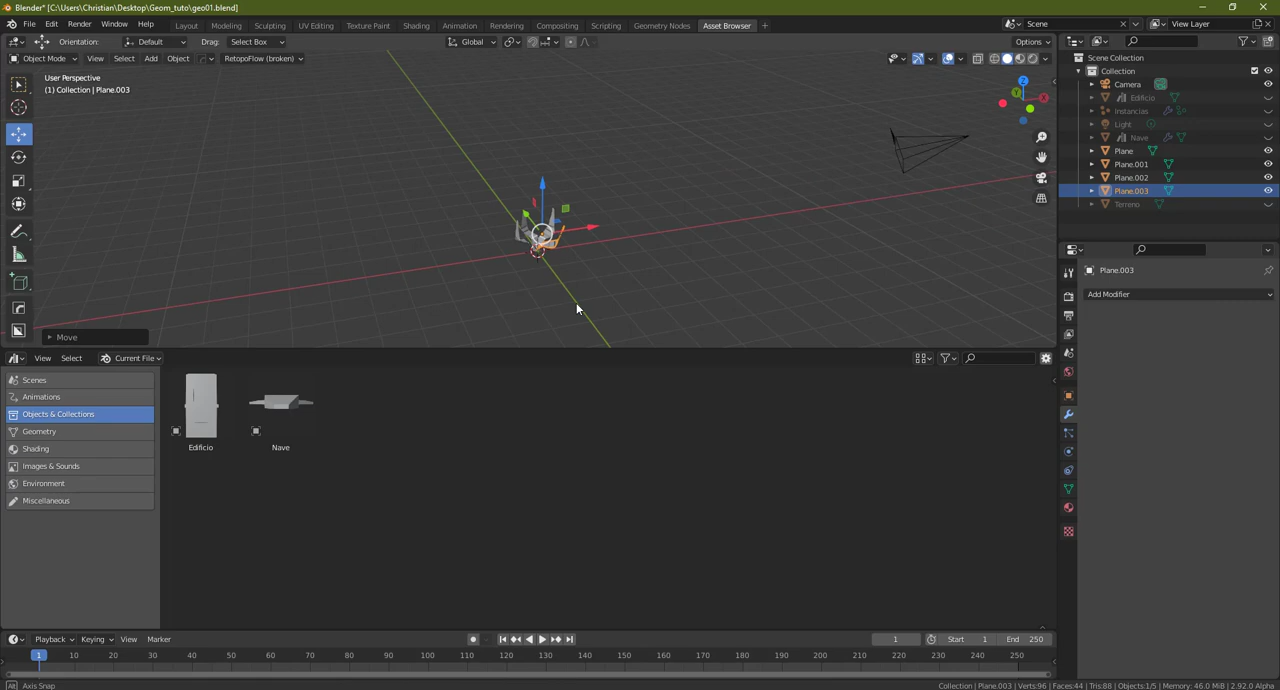 Blender* [C:\Users\Christian\Desktop\Geom_tuto\geo01.blend]
File Edit Render Window Help Layout Modeling Sculpting UV Editing Texture Paint Shading Animation Rendering Compositing Scripting Geometry Nodes Asset Browser + Scene View Layer
Orientation: Default Drag: Select Box Global Options
Object Mode View Select Add Object RetopoFlow (broken)
User Perspective
(1) Collection | Plane.003
Z
Y
X
Move
Scene Collection
Collection
Camera
Edificio
Instancias
Light
Nave
Plane
Plane.001
Plane.002
Plane.003
Terreno
Plane.003
Add Modifier
View Select Current File
Scenes
Animations
Objects & Collections
Geometry
Shading
Images & Sounds
Environment
Miscellaneous
Edificio Nave
Playback Keying View Marker 1 Start 1 End 250
1 10 20 30 40 50 60 70 80 90 100 110 120 130 140 150 160 170 180 190 200 210 220 230 240 250
Alt Axis Snap
Collection | Plane.003 | Verts:96 | Faces:44 | Tris:88 | Objects:1/5 | Memory: 46.0 MiB | 2.92.0 Alpha